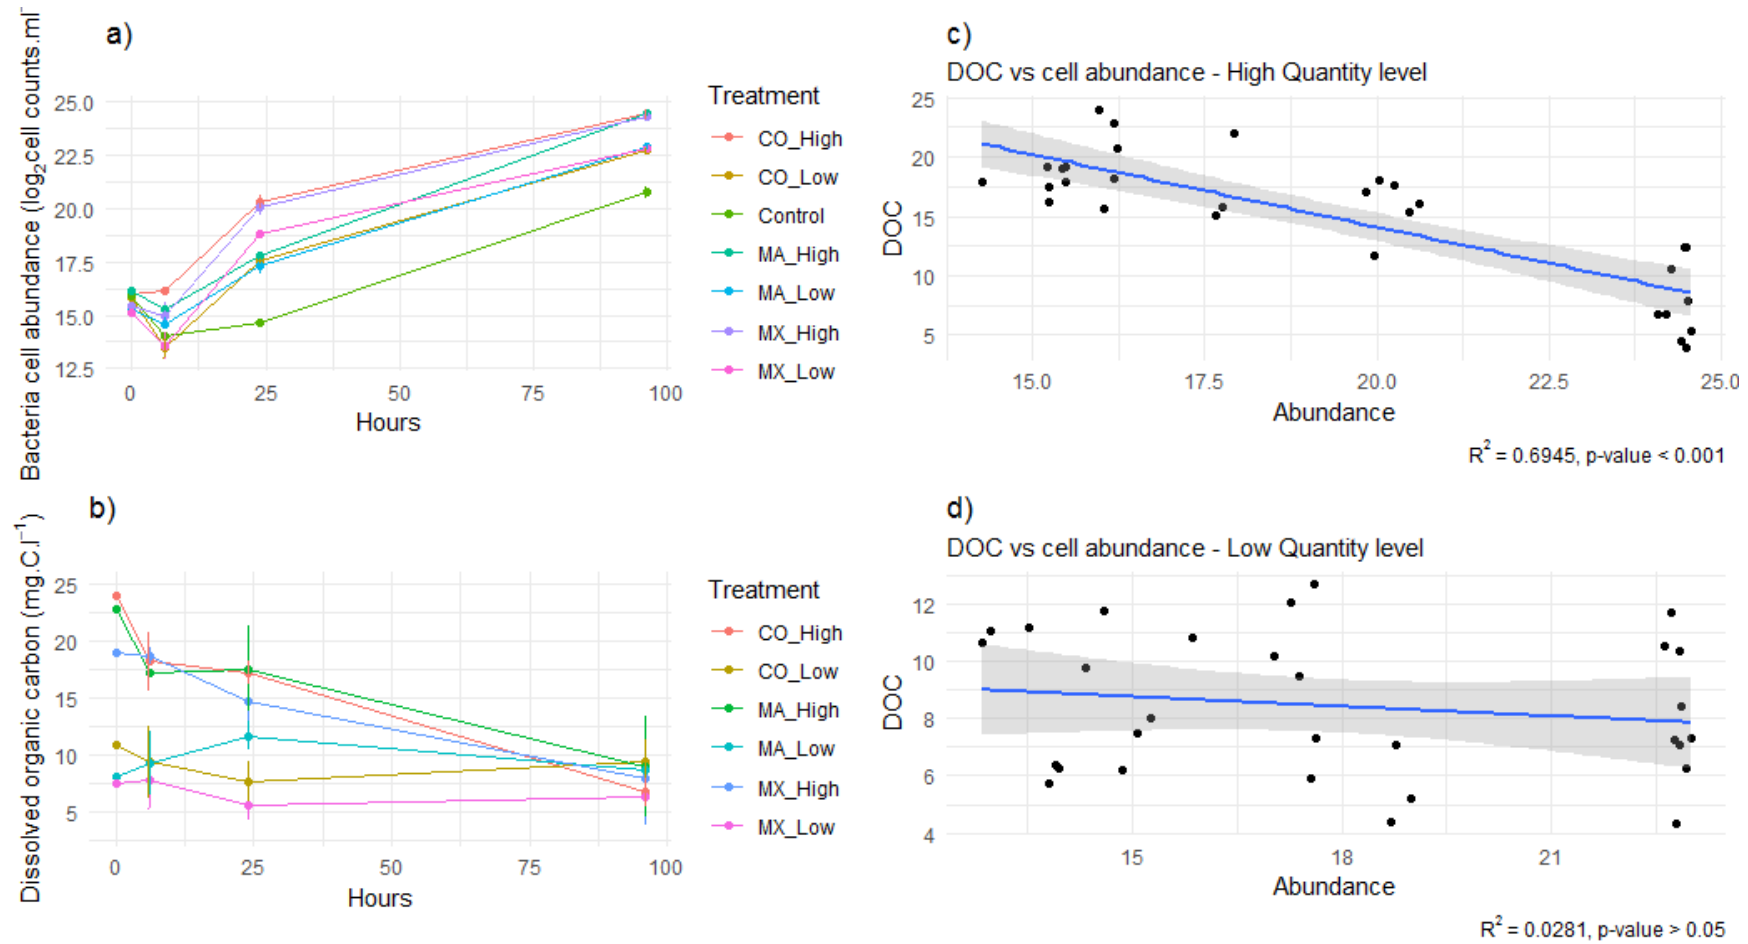 a)
Bacteria cell abundance (log2cell counts.ml
25.0
22.5
20.0
17.5
15.0
12.5
0
25
50
75
100
Hours
Treatment
CO_High
CO_Low
Control
MA_High
MA_Low
MX_High
MX_Low
c)
DOC vs cell abundance - High Quantity level
DOC
25
20
15
10
5
15.0
17.5
20.0
22.5
25.0
Abundance
R² = 0.6945, p-value < 0.001
b)
Dissolved organic carbon (mg.C.l⁻¹)
25
20
15
10
5
0
25
50
75
100
Hours
Treatment
CO_High
CO_Low
MA_High
MA_Low
MX_High
MX_Low
d)
DOC vs cell abundance - Low Quantity level
DOC
12
10
8
6
4
15
18
21
Abundance
R² = 0.0281, p-value > 0.05